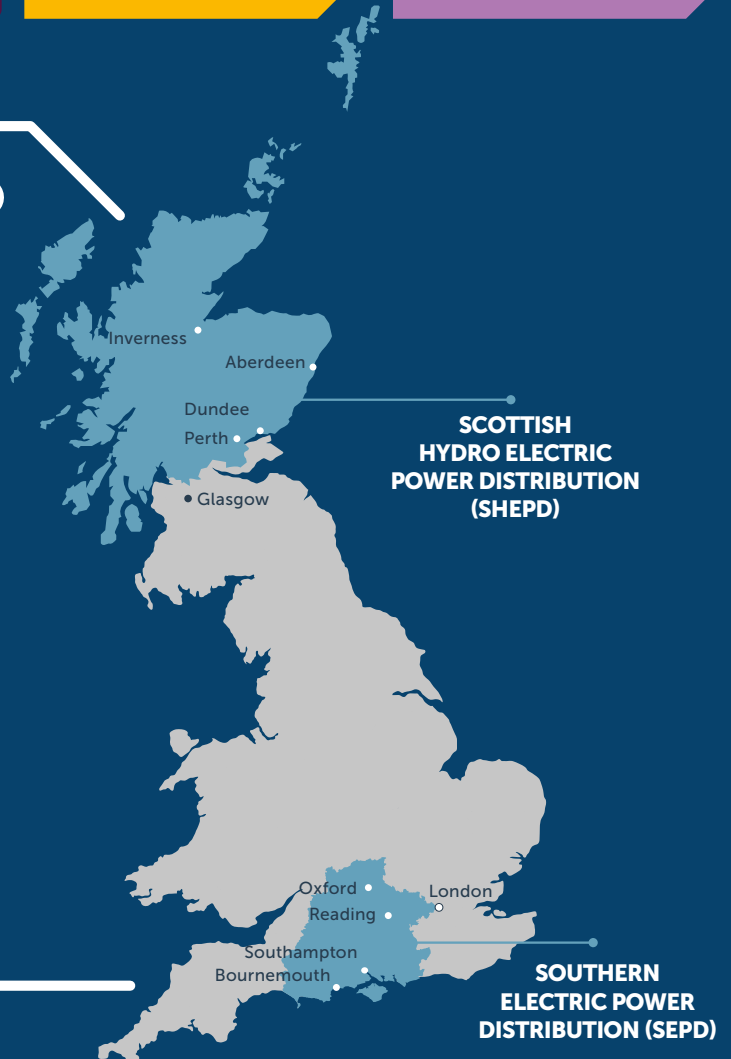 Inverness
Aberdeen
Dundee
Perth
SCOTTISH
HYDRO ELECTRIC
POWER DISTRIBUTION
(SHEPD)
Glasgow
Oxford
London
Reading
Southampton
Bournemouth
SOUTHERN
ELECTRIC POWER
DISTRIBUTION (SEPD)